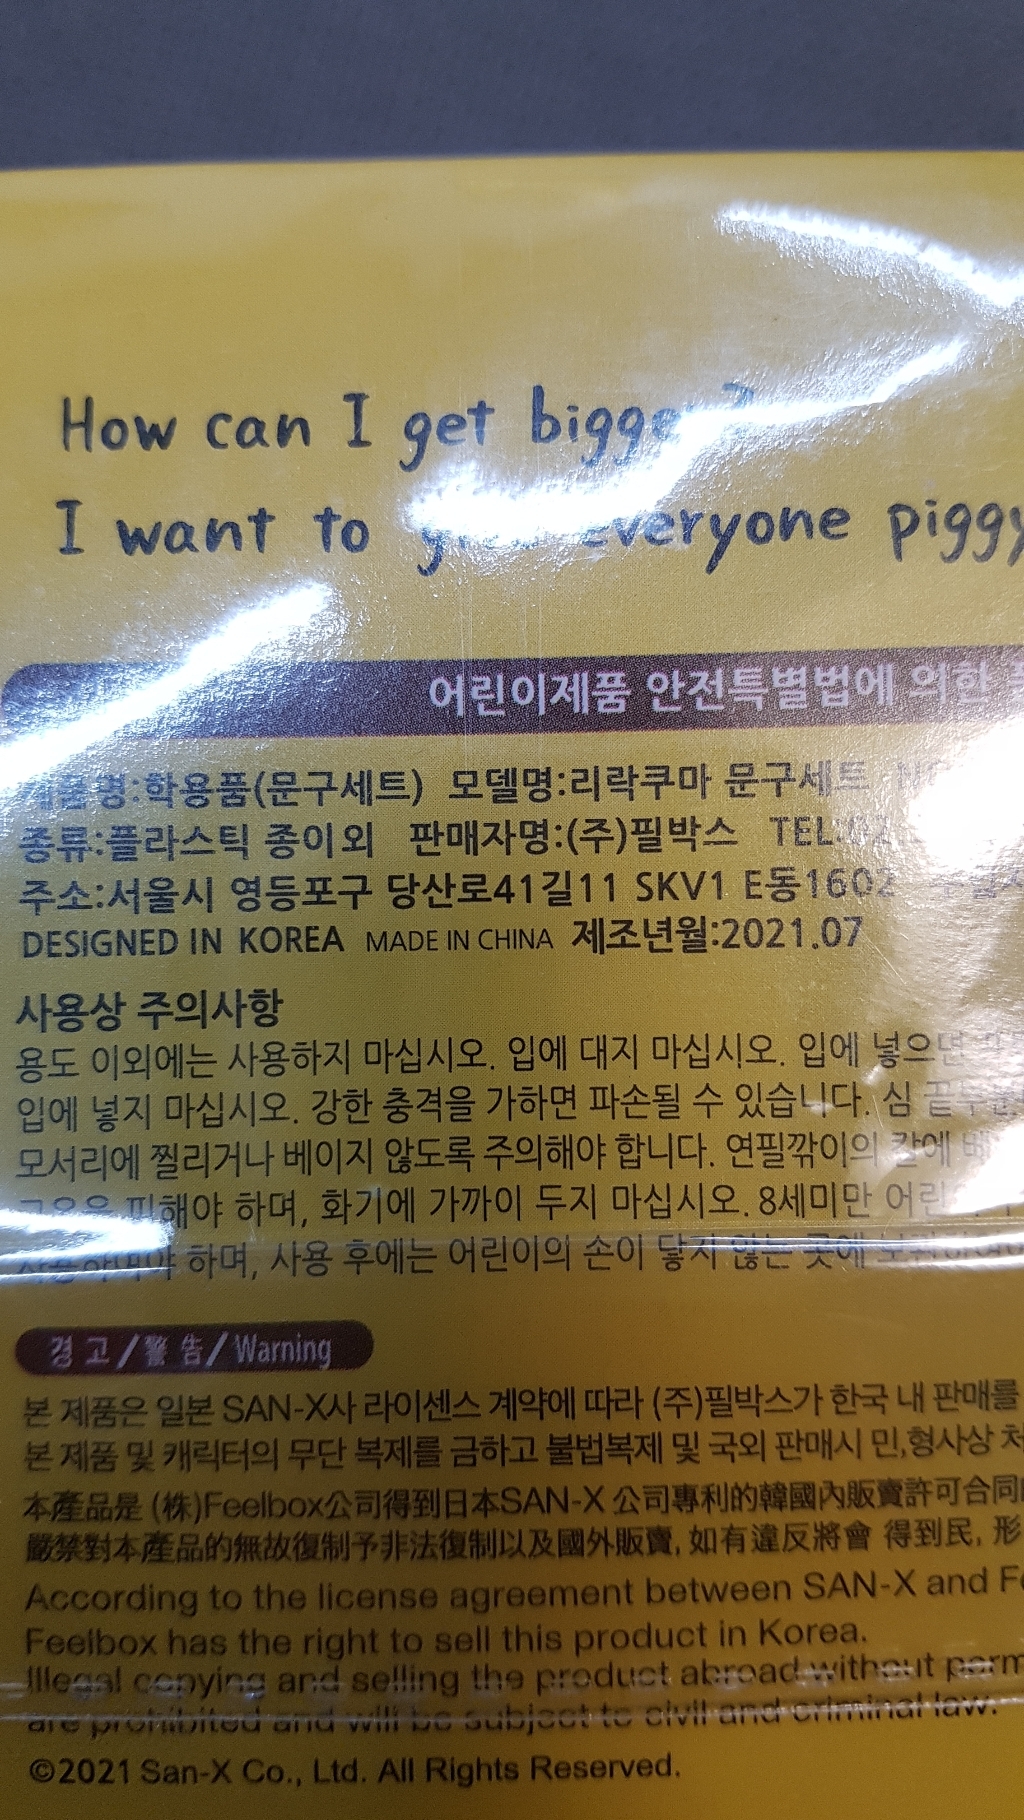 How can I get bigger?
I want to give everyone piggy
어린이제품 안전특별법에 의한
제품명:학용품(문구세트) 모델명:리락쿠마 문구세트
종류:플라스틱 종이외 판매자명:(주)필박스 TEL:02
주소:서울시 영등포구 당산로41길11 SKV1 E동1602
DESIGNED IN KOREA MADE IN CHINA 제조년월:2021.07
사용상 주의사항
용도 이외에는 사용하지 마십시오. 입에 대지 마십시오. 입에 넣으면
입에 넣지 마십시오. 강한 충격을 가하면 파손될 수 있습니다. 심 끝부분
모서리에 찔리거나 베이지 않도록 주의해야 합니다. 연필깎이의 칼에
고온을 피해야 하며, 화기에 가까이 두지 마십시오. 8세미만 어린
하며, 사용 후에는 어린이의 손이 닿지 않는 곳에
경 고/警 告/Warning
본 제품은 일본 SAN-X사 라이센스 계약에 따라 (주)필박스가 한국 내 판매를
본 제품 및 캐릭터의 무단 복제를 금하고 불법복제 및 국외 판매시 민,형사상 처
本產品是 (株)Feelbox公司得到日本SAN-X 公司專利的韓國內販賣許可合同
嚴禁對本產品的無故復制予非法復制以及國外販賣, 如有違反將會 得到民, 形
According to the license agreement between SAN-X and Fe
Feelbox has the right to sell this product in Korea.
Illegal copying and selling the product abroad without perm
are prohibited and will be subject to civil and criminal law.
©2021 San-X Co., Ltd. All Rights Reserved.